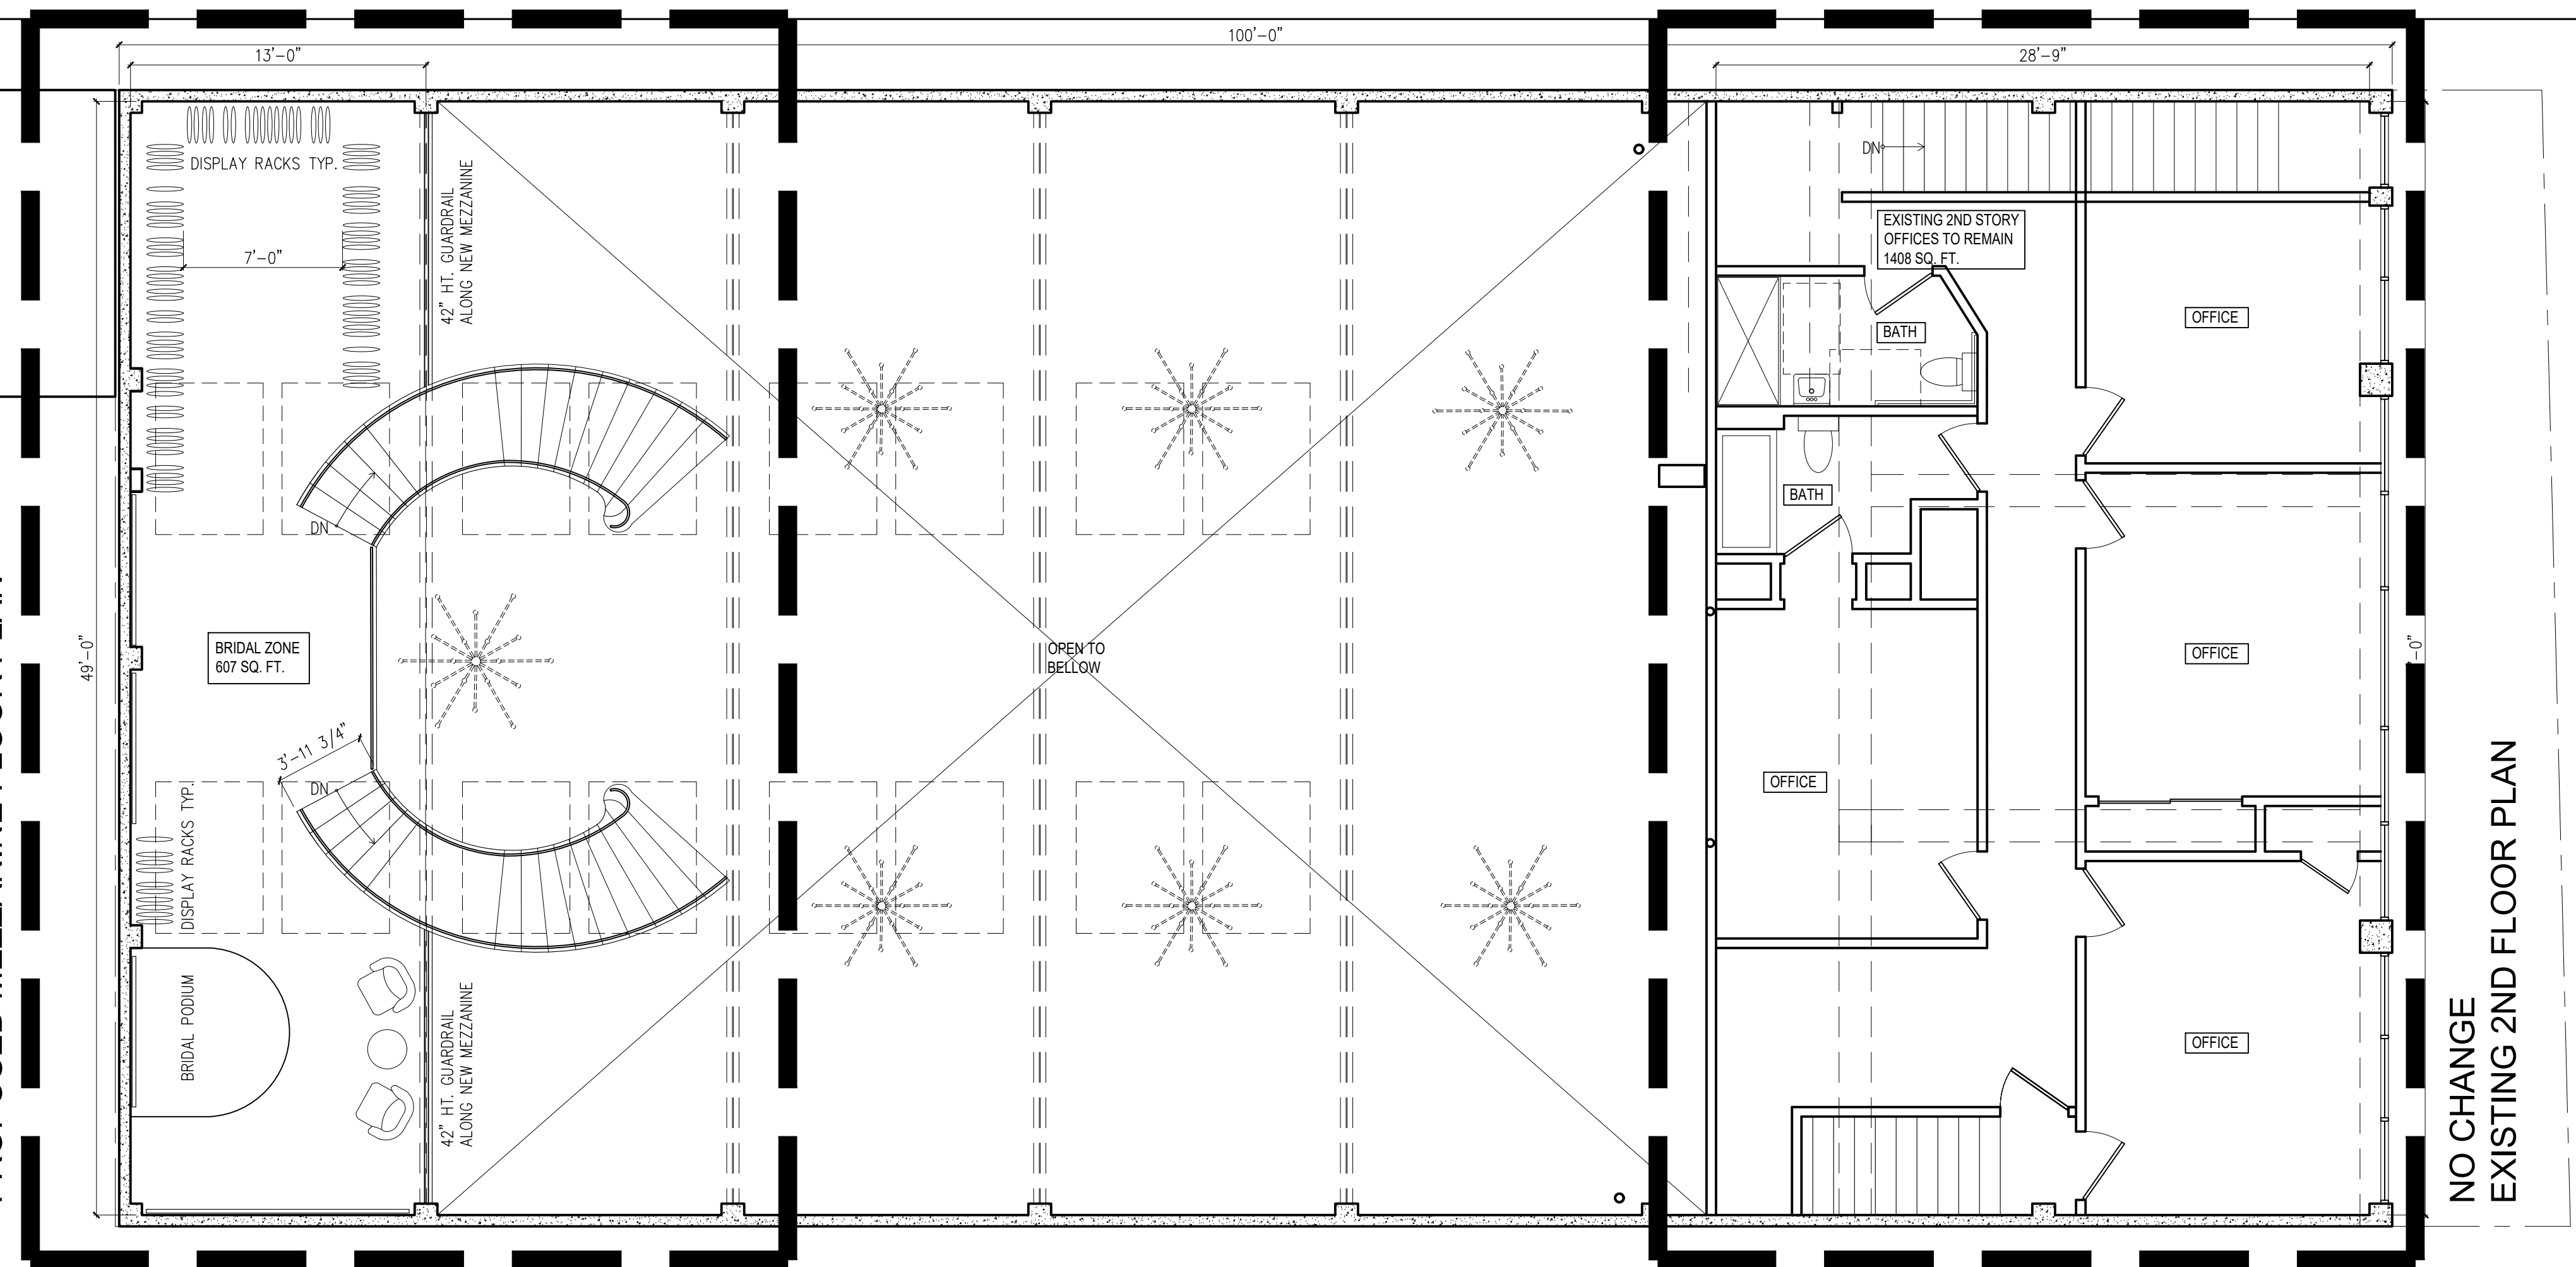 100'-0"
13'-0"
28'-9"
DISPLAY RACKS TYP.
42" HT. GUARDRAIL
ALONG NEW MEZZANINE
DN
EXISTING 2ND STORY
OFFICES TO REMAIN
1408 SQ. FT.
7'-0"
OFFICE
BATH
BATH
DN
49'-0"
BRIDAL ZONE
607 SQ. FT.
OPEN TO
BELLOW
OFFICE
3'-11 3/4"
DN
OFFICE
DISPLAY RACKS TYP.
BRIDAL PODIUM
42" HT. GUARDRAIL
ALONG NEW MEZZANINE
OFFICE
NO CHANGE
EXISTING 2ND FLOOR PLAN